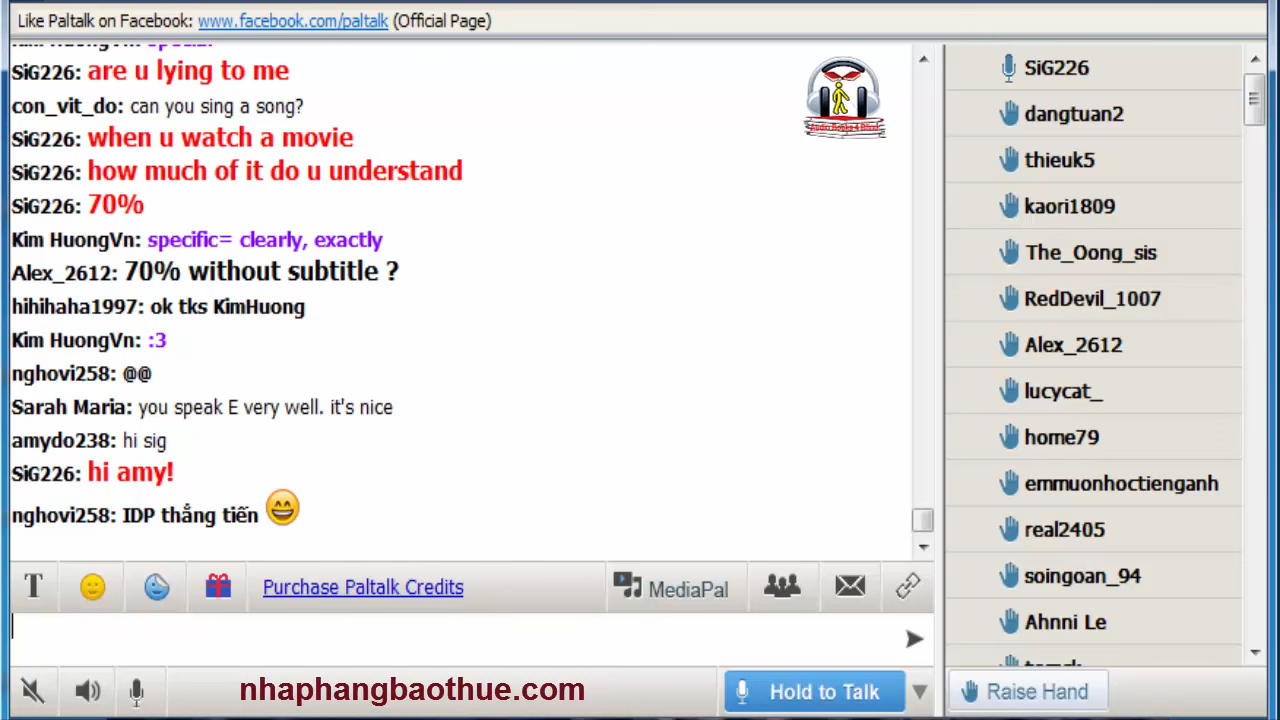 Like Paltalk on Facebook: www.facebook.com/paltalk (Official Page)
SiG226: are u lying to me
con_vit_do: can you sing a song?
SiG226: when u watch a movie
SiG226: how much of it do u understand
SiG226: 70%
Kim HuongVn: specific= clearly, exactly
Alex_2612: 70% without subtitle ?
hihihaha1997: ok tks KimHuong
Kim HuongVn: :3
nghovi258: @@
Sarah Maria: you speak E very well. it's nice
amydo238: hi sig
SiG226: hi amy!
nghovi258: IDP thẳng tiến
Purchase Paltalk Credits
MediaPal
nhaphangbaothue.com
Hold to Talk
SiG226
dangtuan2
thieuk5
kaori1809
The_Oong_sis
RedDevil_1007
Alex_2612
lucycat_
home79
emmuonhoctienganh
real2405
soingoan_94
Ahnni Le
Raise Hand